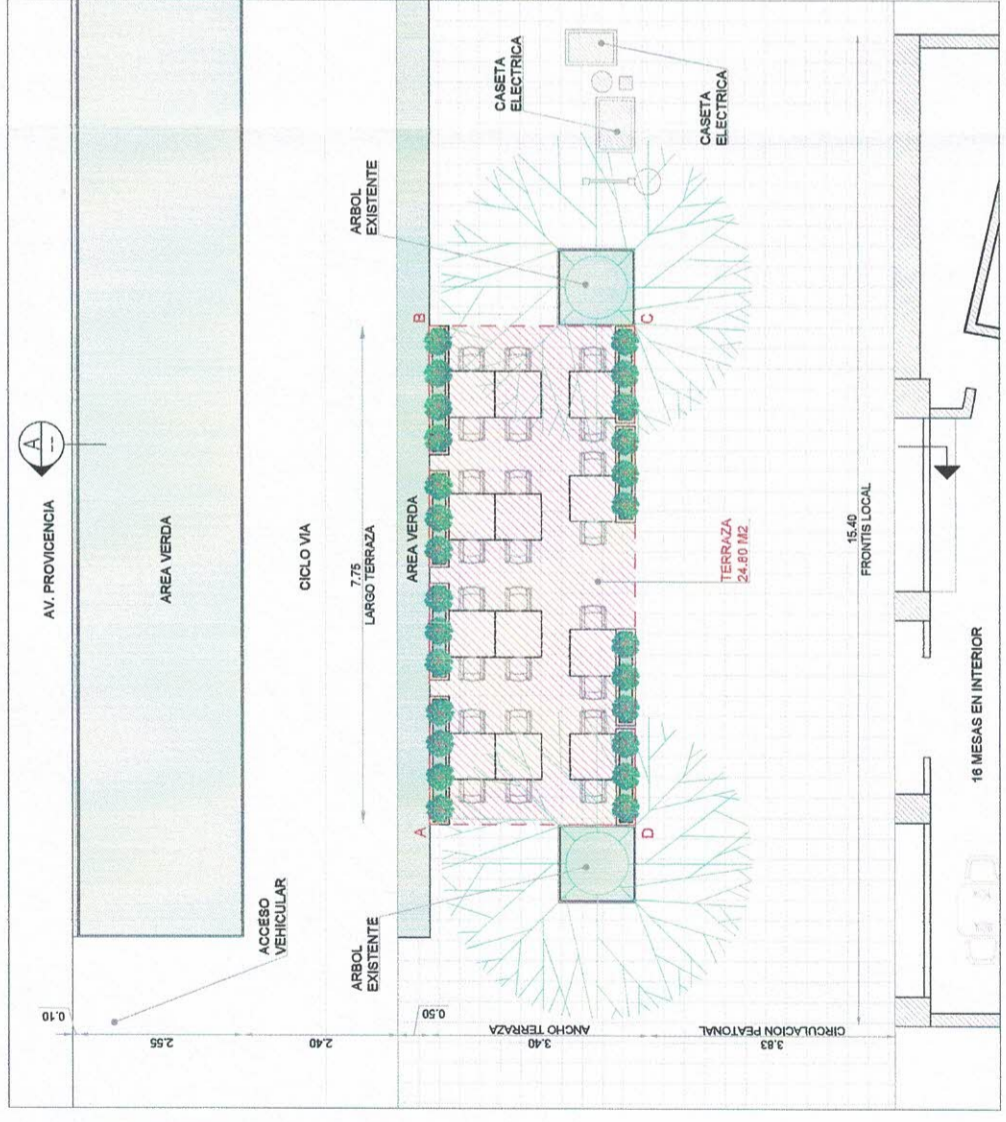 AV. PROVICENCIA
A
AREA VERDA
CICLO VIA
7.75
LARGO TERRAZA
AREA VERDA
ACCESO
VEHICULAR
ARBOL
EXISTENTE
ARBOL
EXISTENTE
CASETA
ELECTRICA
CASETA
ELECTRICA
A
B
C
D
TERRAZA
24.80 M2
15.40
FRONTIS LOCAL
16 MESAS EN INTERIOR
0.10
2.55
2.40
0.50
3.40
ANCHO TERRAZA
3.83
CIRCULACION PEATONAL